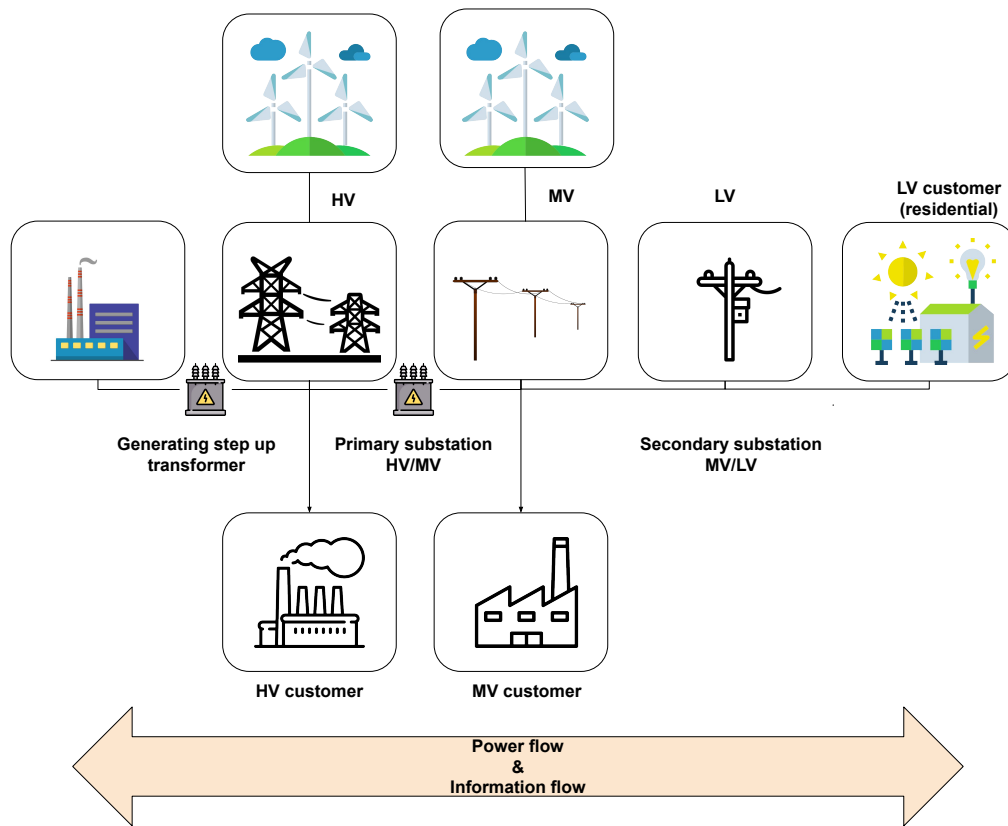 HV
MV
LV
LV customer
(residential)
Generating step up
transformer
Primary substation
HV/MV
Secondary substation
MV/LV
HV customer
MV customer
Power flow
&
Information flow